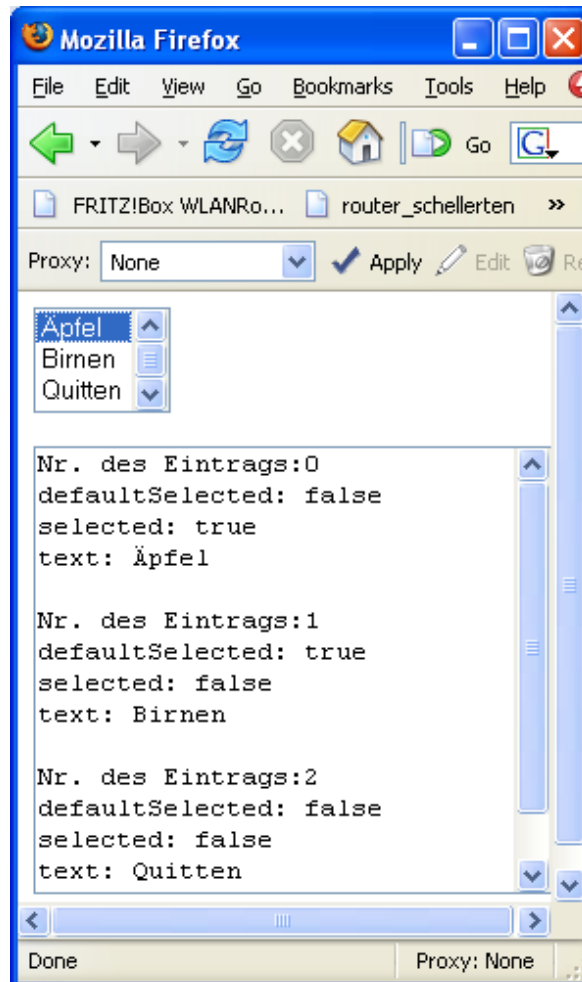 Mozilla Firefox
File Edit View Go Bookmarks Tools Help
Go G
FRITZ!Box WLANRo... router_schellerten »
Proxy: None Apply Edit Re
Äpfel
Birnen
Quitten
Nr. des Eintrags:0
defaultSelected: false
selected: true
text: Äpfel
Nr. des Eintrags:1
defaultSelected: true
selected: false
text: Birnen
Nr. des Eintrags:2
defaultSelected: false
selected: false
text: Quitten
Done Proxy: None